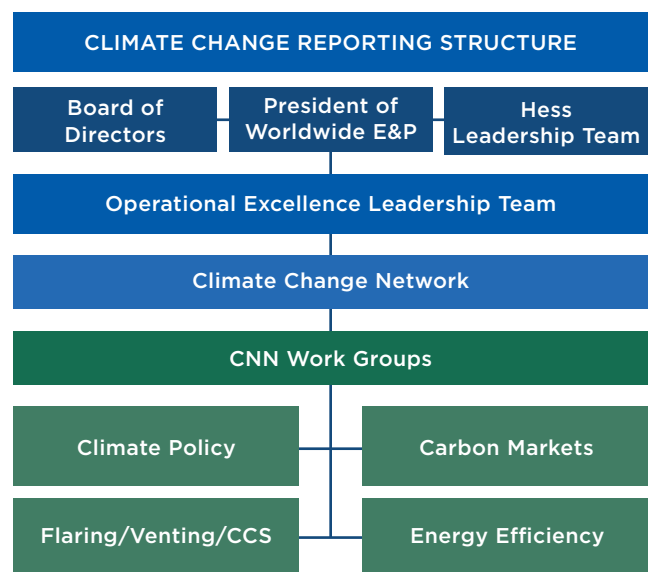 CLIMATE CHANGE REPORTING STRUCTURE
Board of
Directors
President of
Worldwide E&P
Hess
Leadership Team
Operational Excellence Leadership Team
Climate Change Network
CNN Work Groups
Climate Policy
Carbon Markets
Flaring/Venting/CCS
Energy Efficiency